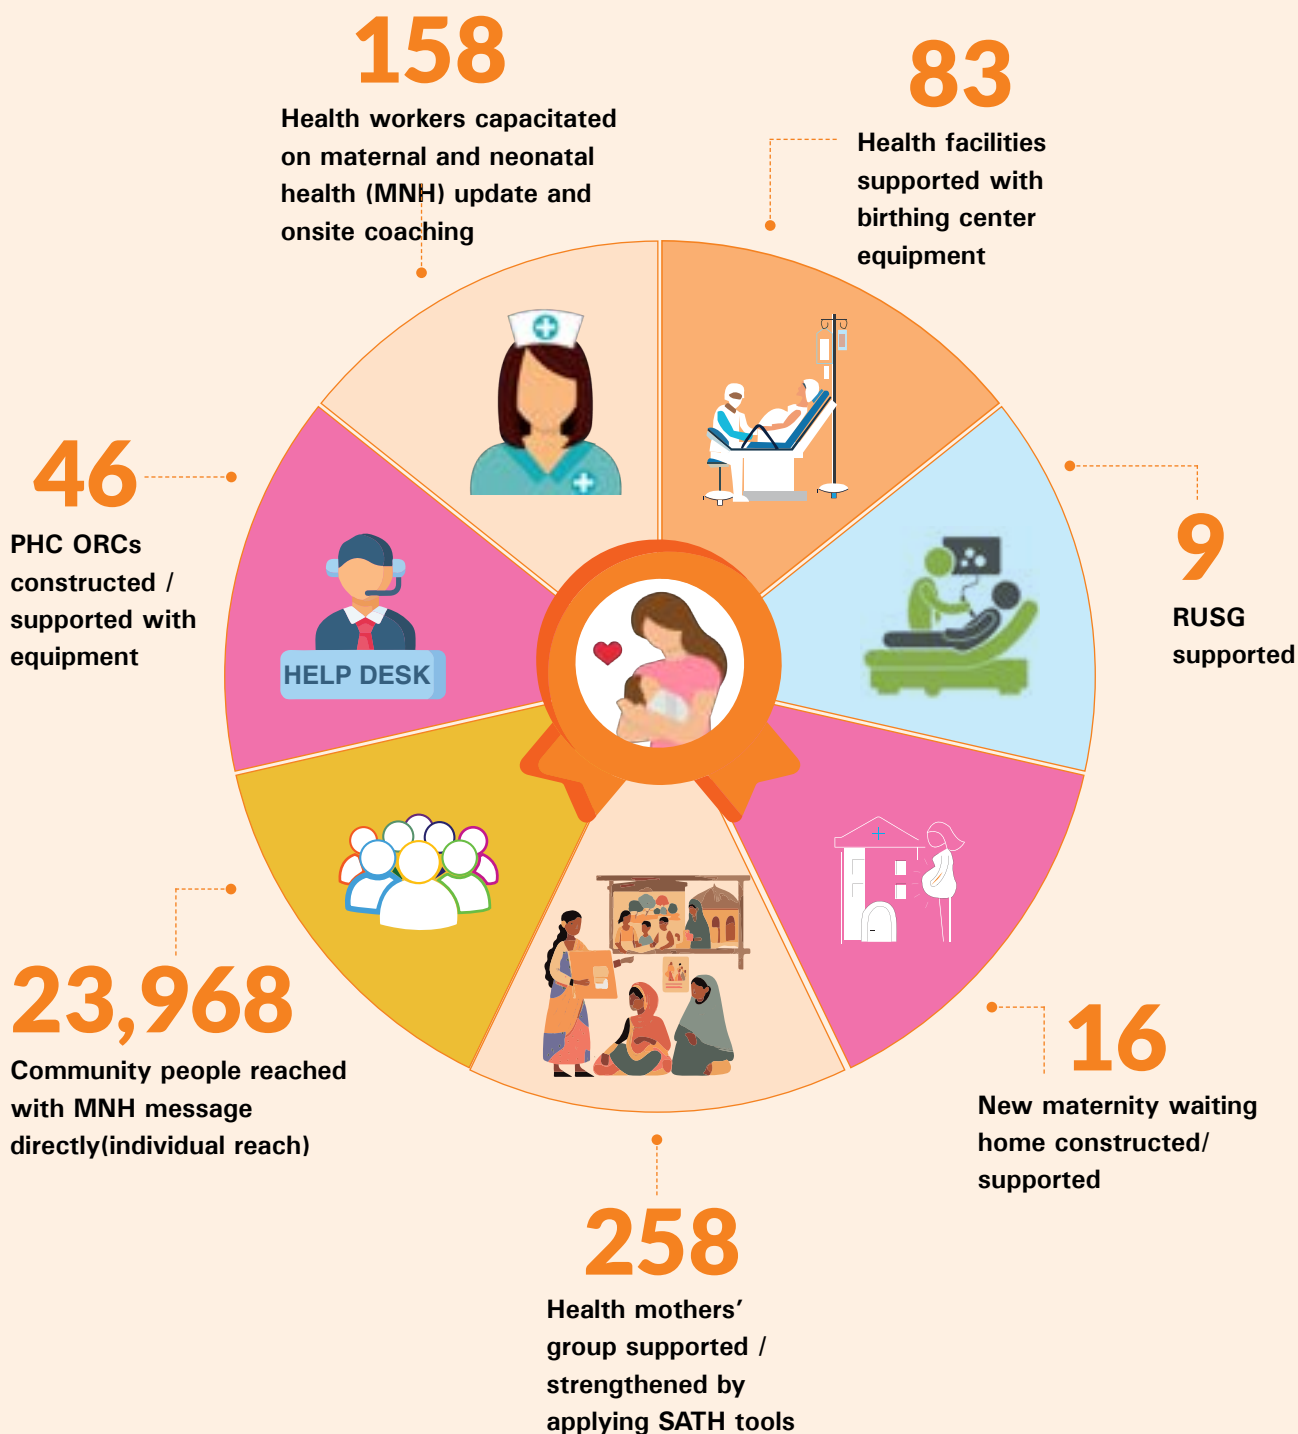 158
Health workers capacitated
on maternal and neonatal
health (MNH) update and
onsite coaching
83
Health facilities
supported with
birthing center
equipment
46
PHC ORCs
constructed /
supported with
equipment
9
RUSG
supported
HELP DESK
23,968
Community people reached
with MNH message
directly(individual reach)
16
New maternity waiting
home constructed/
supported
258
Health mothers’
group supported /
strengthened by
applying SATH tools